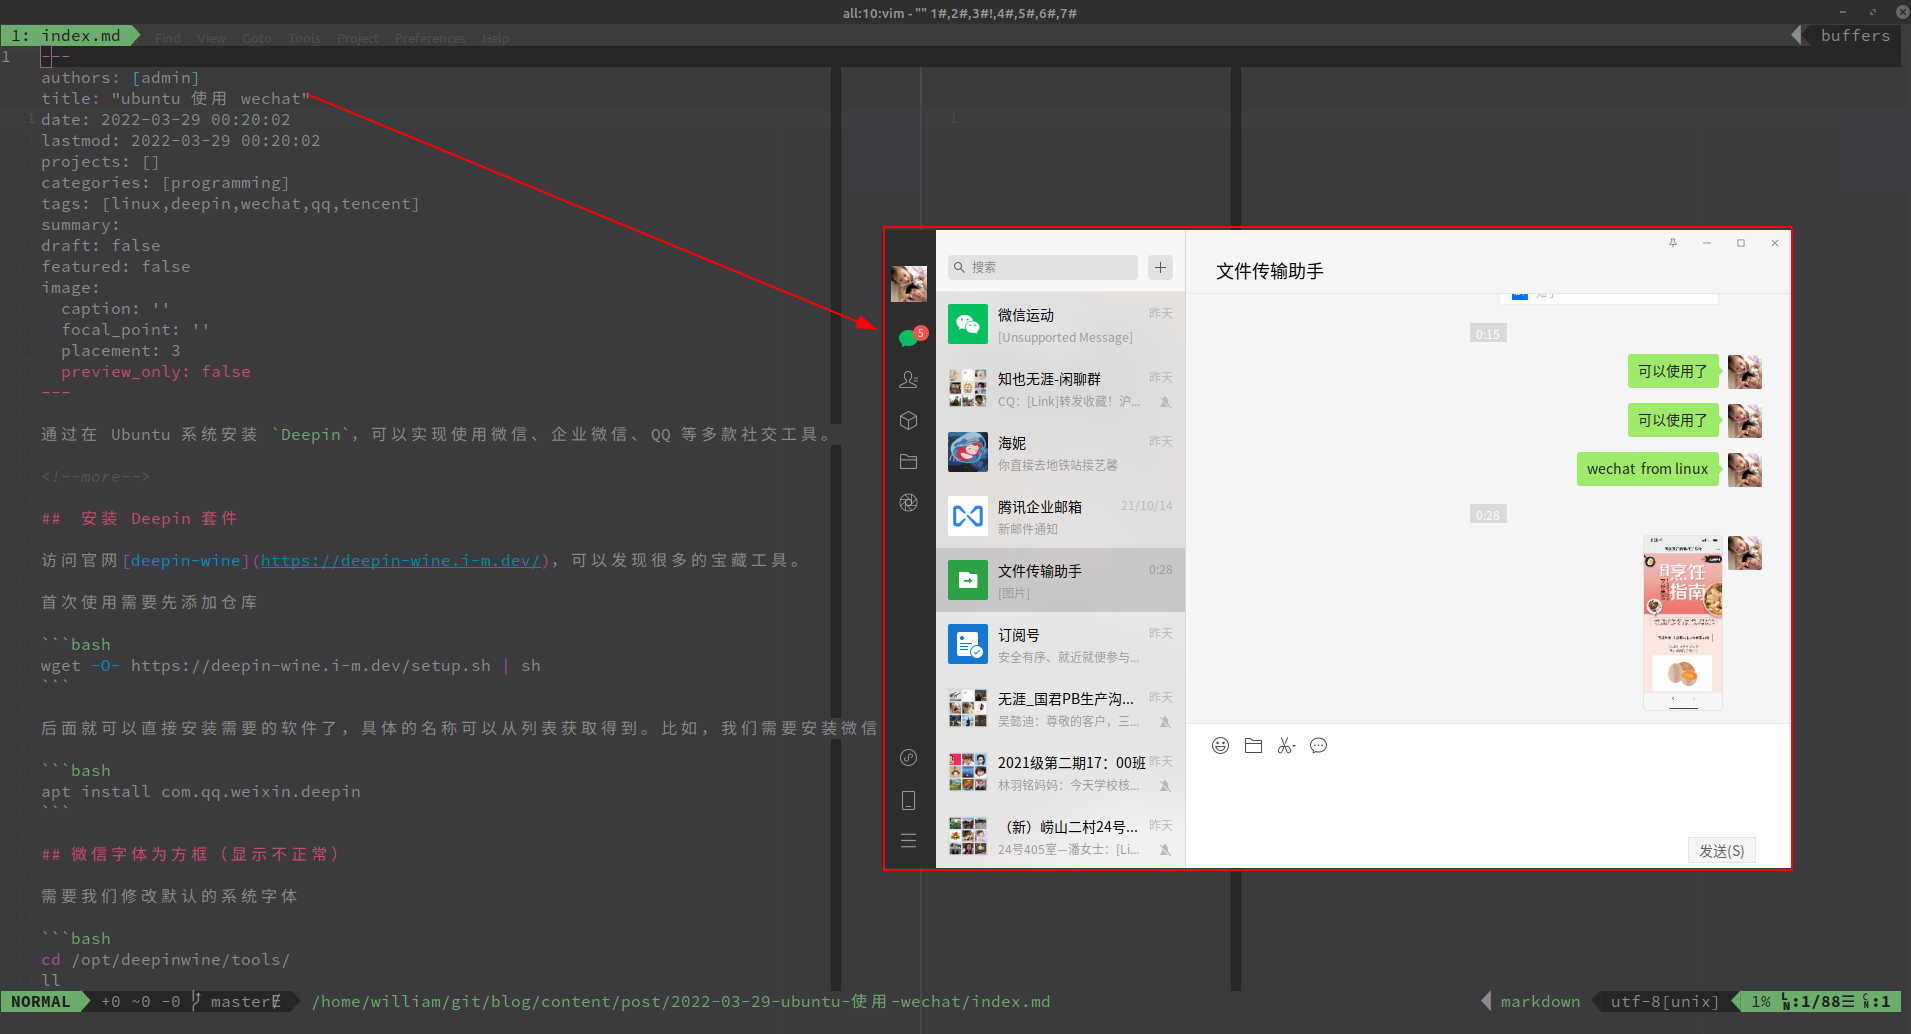 all:10:vim - "" 1#,2#,3#!,4#,5#,6#,7#
1: index.md
Find View Goto Tools Project Preferences Help
buffers
1
---
authors: [admin]
title: "ubuntu 使用 wechat"
date: 2022-03-29 00:20:02
lastmod: 2022-03-29 00:20:02
projects: []
categories: [programming]
tags: [linux,deepin,wechat,qq,tencent]
summary:
draft: false
featured: false
image:
caption: ''
focal_point: ''
placement: 3
preview_only: false
---
通过在 Ubuntu 系统安装 `Deepin`，可以实现使用微信、企业微信、QQ 等多款社交工具。
<!--more-->
## 安装 Deepin 套件
访问官网[deepin-wine](https://deepin-wine.i-m.dev/)，可以发现很多的宝藏工具。
首次使用需要先添加仓库
```bash
wget -O- https://deepin-wine.i-m.dev/setup.sh | sh
```
后面就可以直接安装需要的软件了，具体的名称可以从列表获取得到。比如，我们需要安装微信
```bash
apt install com.qq.weixin.deepin
```
## 微信字体为方框（显示不正常）
需要我们修改默认的系统字体
```bash
cd /opt/deepinwine/tools/
ll
NORMAL +0 ~0 -0 master /home/william/git/blog/content/post/2022-03-29-ubuntu-使用-wechat/index.md
markdown utf-8[unix] 1% :1/88 :1
搜索
5
微信运动 昨天
[Unsupported Message]
知也无涯-闲聊群 昨天
CQ：[Link]转发收藏！沪...
海妮 昨天
你直接去地铁站接艺馨
腾讯企业邮箱 21/10/14
新邮件通知
文件传输助手 0:28
[图片]
订阅号 昨天
安全有序、就近就便参与...
无涯_国君PB生产沟... 昨天
吴懿迪：尊敬的客户，三...
2021级第二期17：00班 昨天
林羽铭妈妈：今天学校核...
（新）崂山二村24号... 昨天
24号405室—潘女士：[Li...
文件传输助手
0:15
可以使用了
可以使用了
wechat from linux
0:28
烹饪
指南
发送(S)